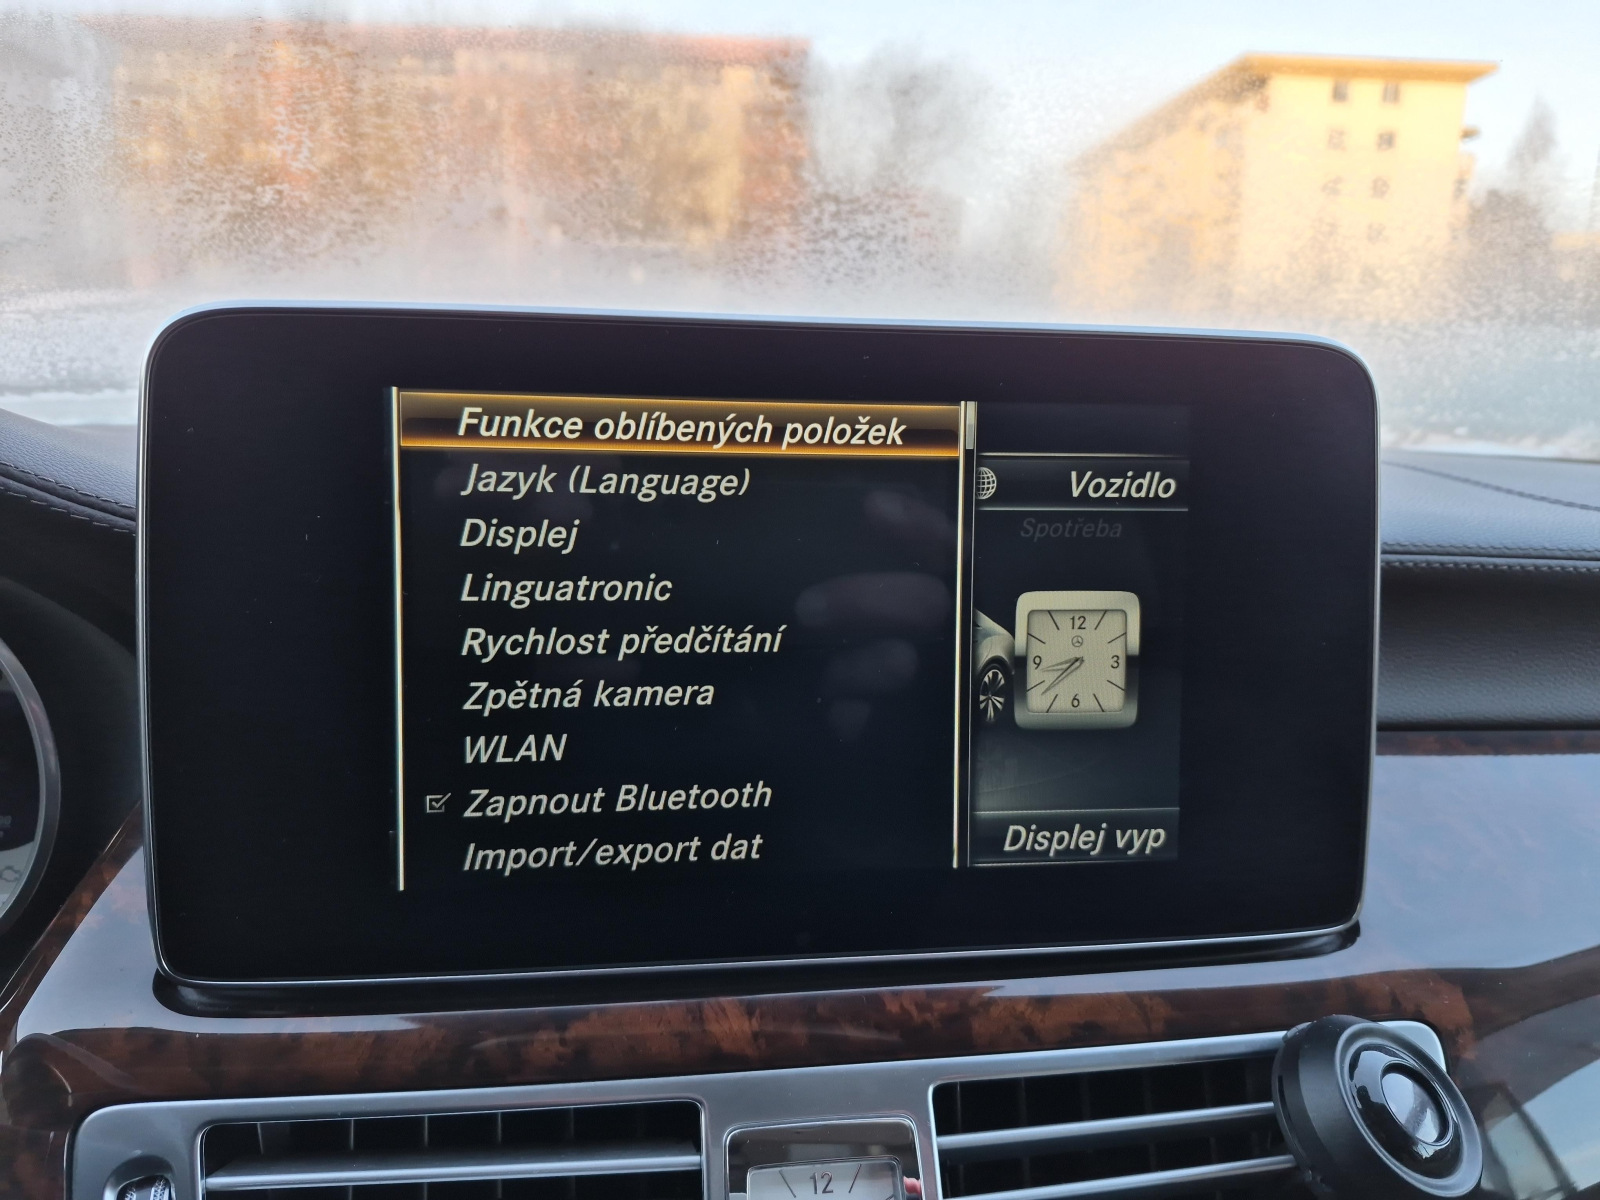 Funkce oblíbených položek
Jazyk (Language)
Displej
Linguatronic
Rychlost předčítání
Zpětná kamera
WLAN
Zapnout Bluetooth
Import/export dat
Vozidlo
Spotřeba
12
9 3
6
Displej vyp
12